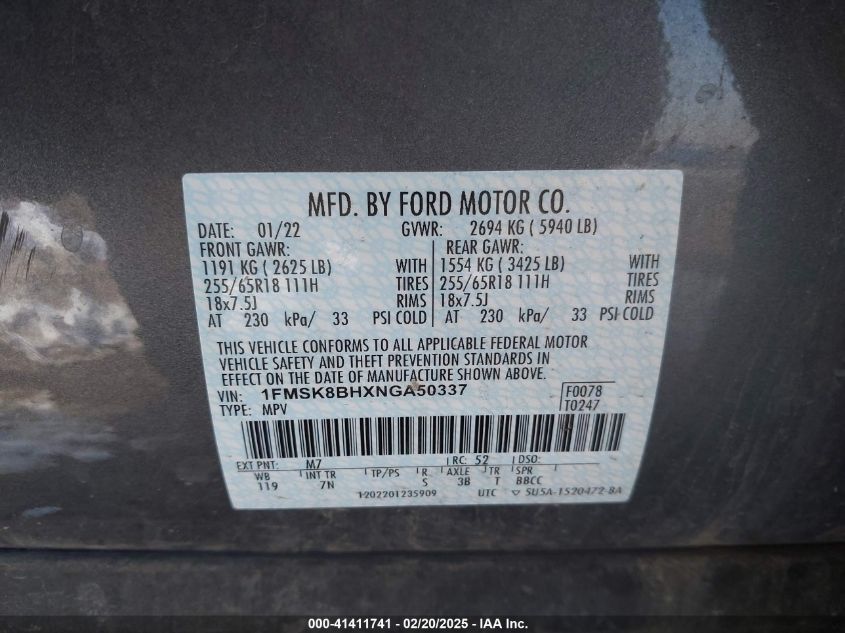 MFD. BY FORD MOTOR CO.
DATE: 01/22 GVWR: 2694 KG ( 5940 LB)
FRONT GAWR: REAR GAWR:
1191 KG ( 2625 LB) WITH 1554 KG ( 3425 LB) WITH
255/65R18 111H TIRES 255/65R18 111H TIRES
18x7.5J RIMS 18x7.5J RIMS
AT 230 kPa/ 33 PSI COLD AT 230 kPa/ 33 PSI COLD
THIS VEHICLE CONFORMS TO ALL APPLICABLE FEDERAL MOTOR
VEHICLE SAFETY AND THEFT PREVENTION STANDARDS IN
EFFECT ON THE DATE OF MANUFACTURE SHOWN ABOVE.
VIN: 1FMSK8BHXNGA50337 F0078
TYPE: MPV T0247
EXT PNT: M7 RC: 52 DSO:
WB INT TR TP/PS R AXLE TR SPR
119 7N S 3B T BBCC
1202201235909 UTC ▽ 5U5A-1520472-BA
000-41411741 - 02/20/2025 - IAAI.com. Copyright IAA, Inc.